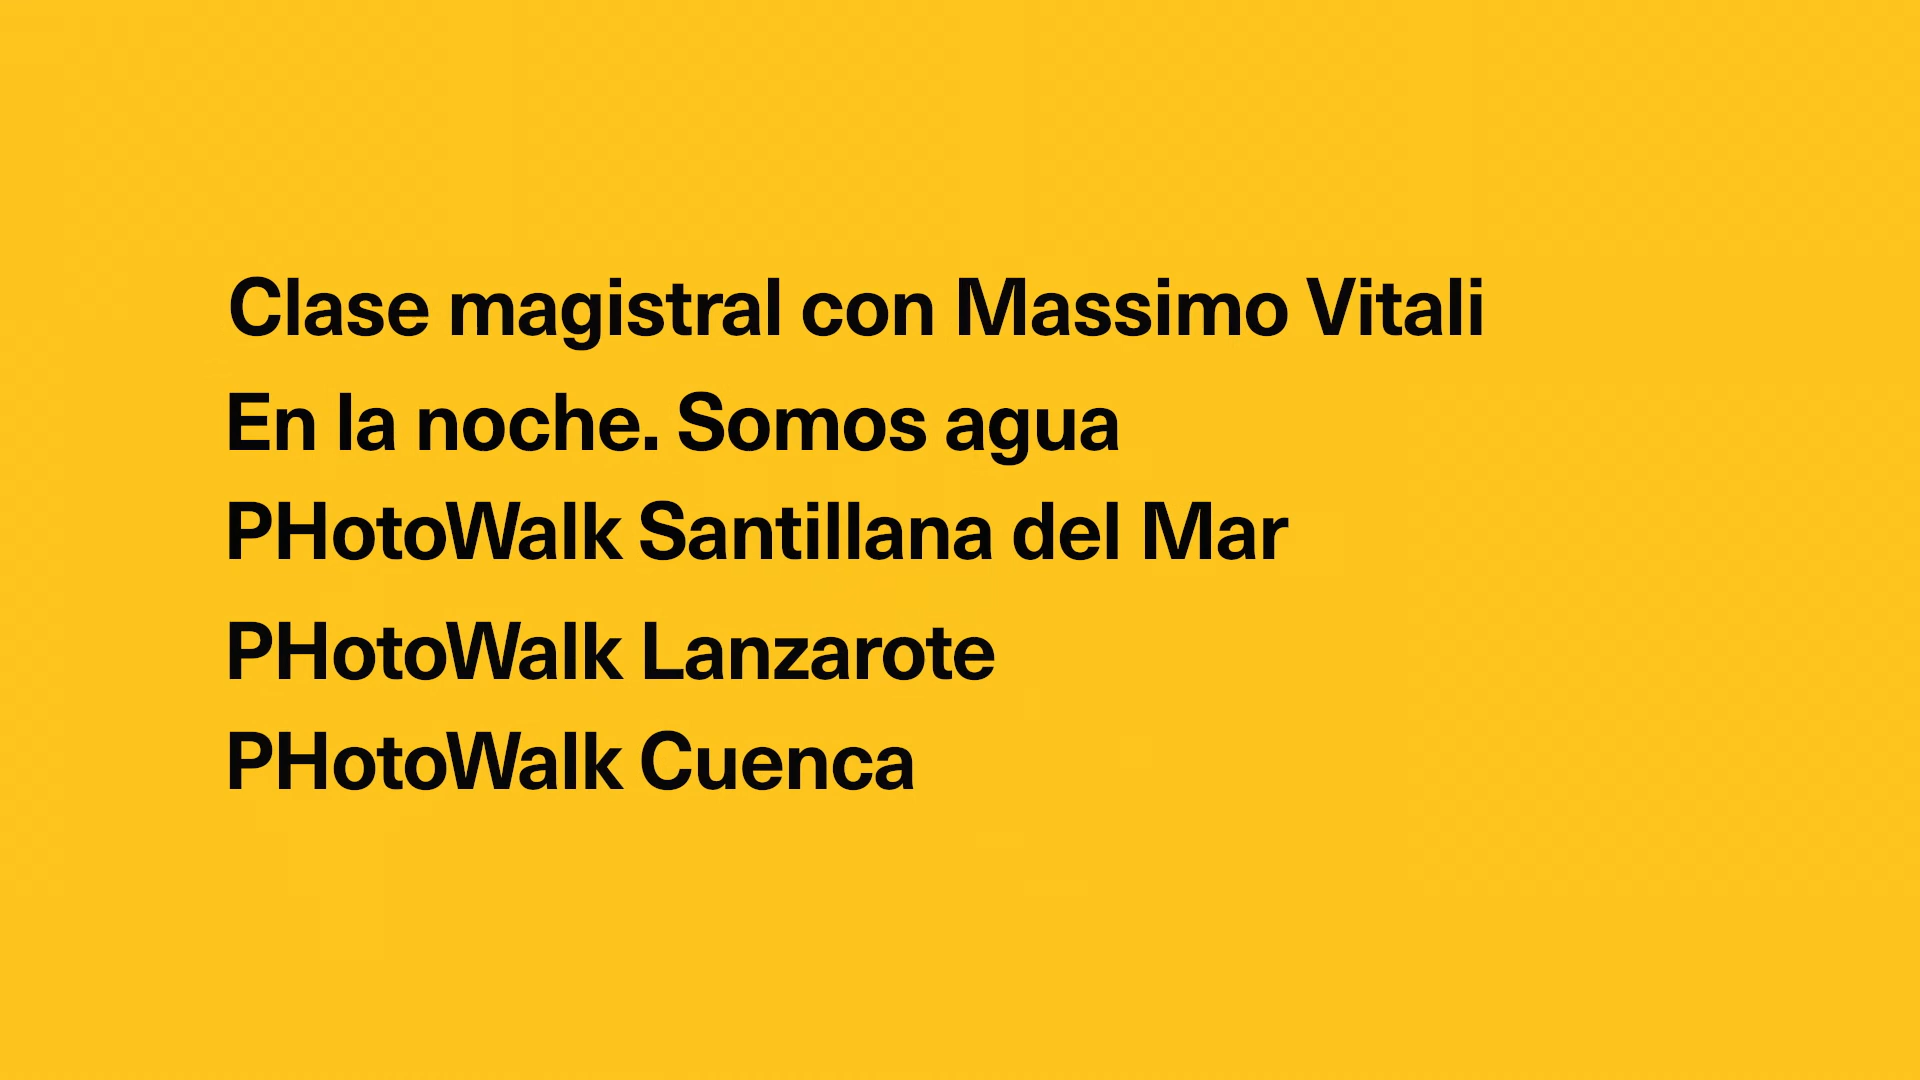 Clase magistral con Massimo Vitali
En la noche. Somos agua
PHotoWalk Santillana del Mar
PHotoWalk Lanzarote
PHotoWalk Cuenca